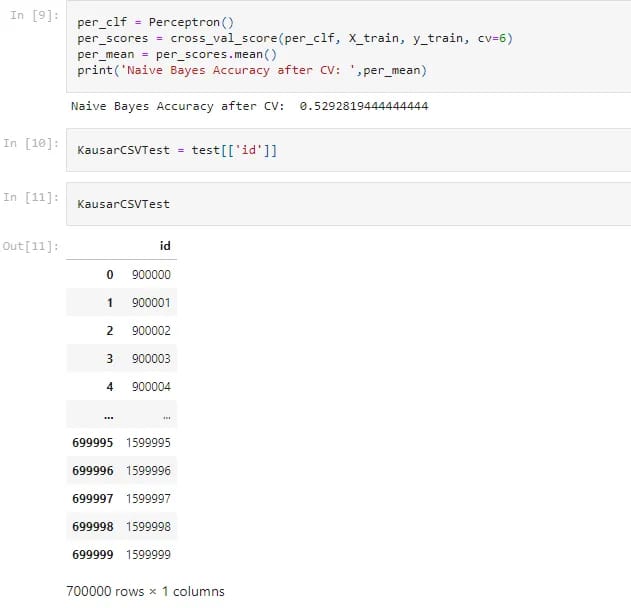 In [9]:
per_clf = Perceptron()
per_scores = cross_val_score(per_clf, X_train, y_train, cv=6)
per_mean = per_scores.mean()
print('Naive Bayes Accuracy after CV: ',per_mean)
Naive Bayes Accuracy after CV:  0.5292819444444444
In [10]:
KausarCSVTest = test[['id']]
In [11]:
KausarCSVTest
Out[11]:
id
0 900000
1 900001
2 900002
3 900003
4 900004
... ...
699995 1599995
699996 1599996
699997 1599997
699998 1599998
699999 1599999
700000 rows × 1 columns